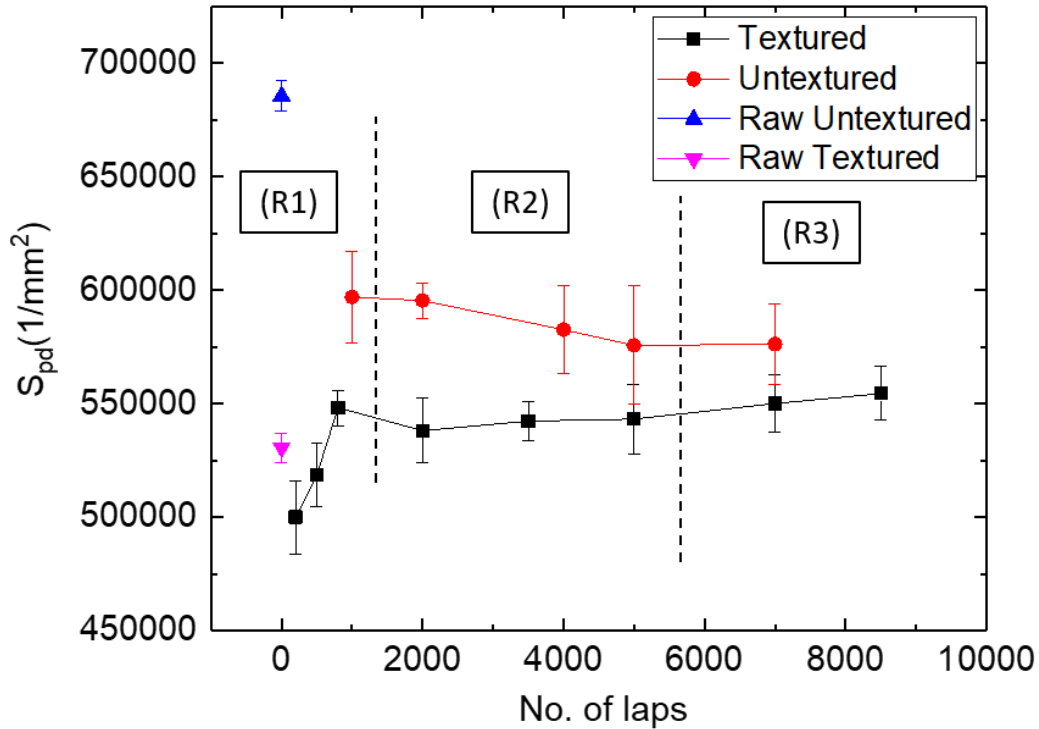 Textured
Untextured
Raw Untextured
Raw Textured
(R1)
(R2)
(R3)
700000
650000
600000
550000
500000
450000
S_pd(1/mm²)
0 2000 4000 6000 8000 10000
No. of laps